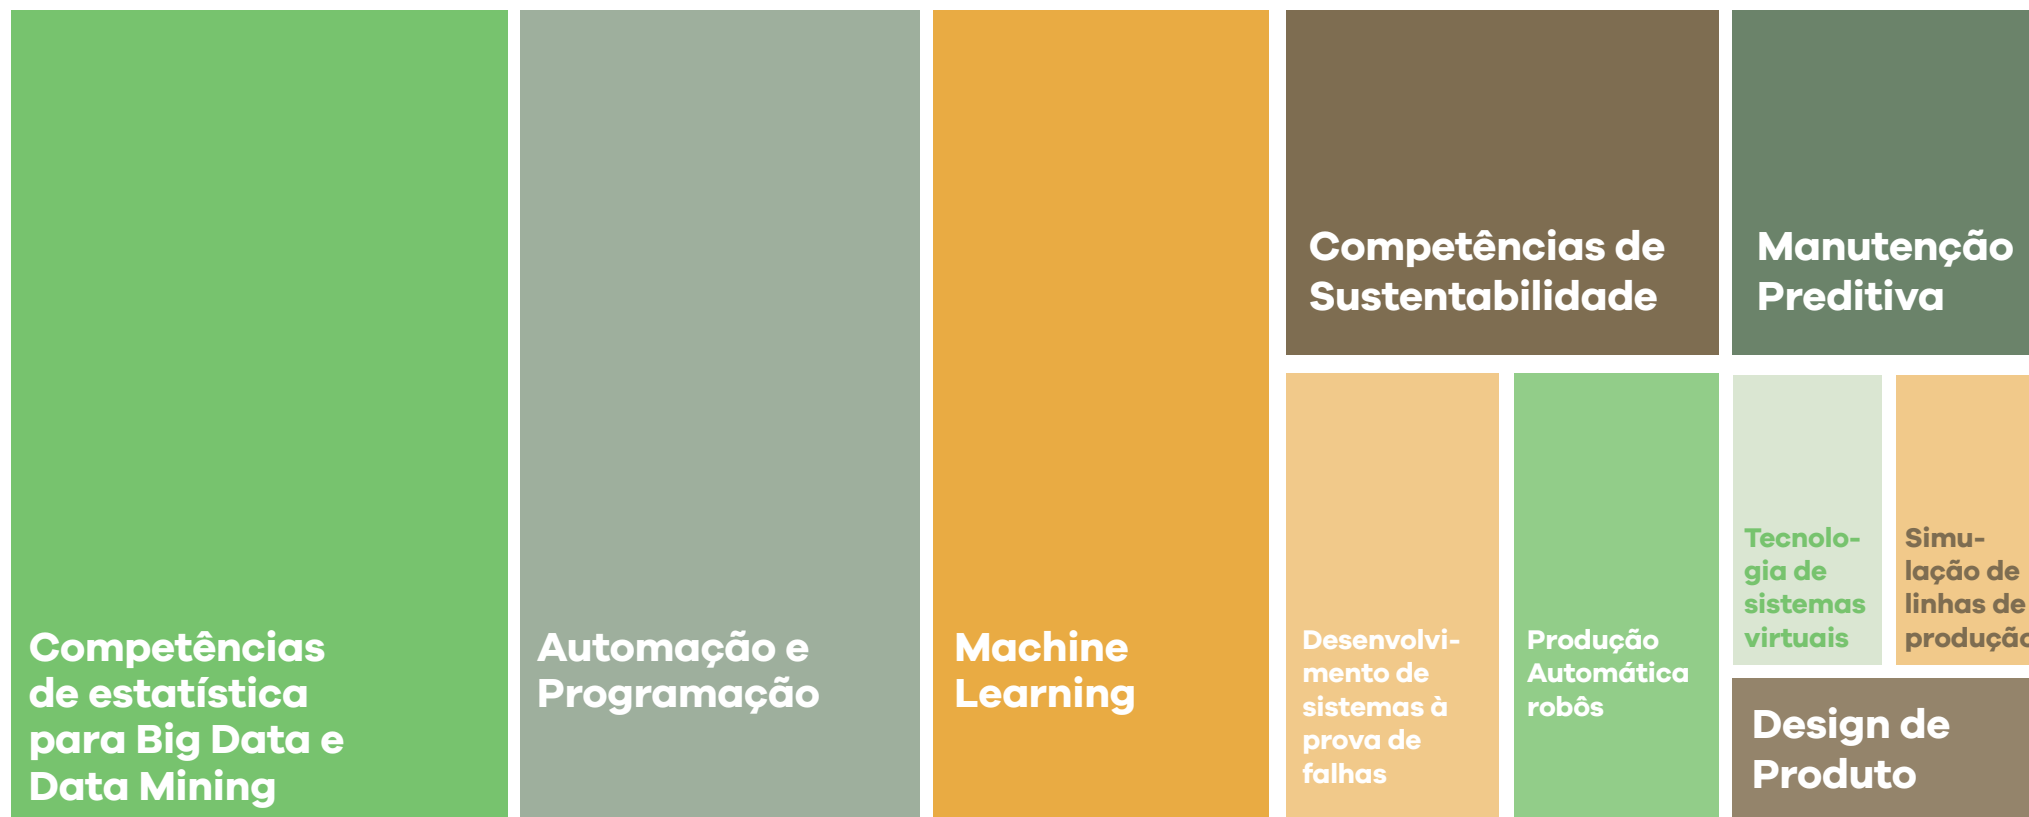 Competências
de estatística
para Big Data e
Data Mining
Automação e
Programação
Machine
Learning
Competências de
Sustentabilidade
Manutenção
Preditiva
Desenvolvi-
mento de
sistemas à
prova de
falhas
Produção
Automática
robôs
Tecnolo-
gia de
sistemas
virtuais
Simu-
lação de
linhas de
produção
Design de
Produto